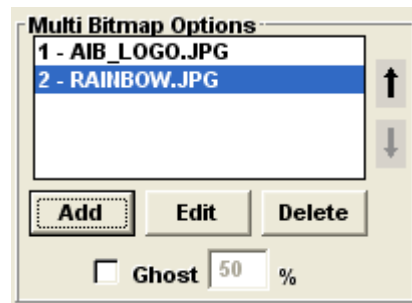 Multi Bitmap Options
1 - AIB_LOGO.JPG
2 - RAINBOW.JPG
Add Edit Delete
Ghost 50 %